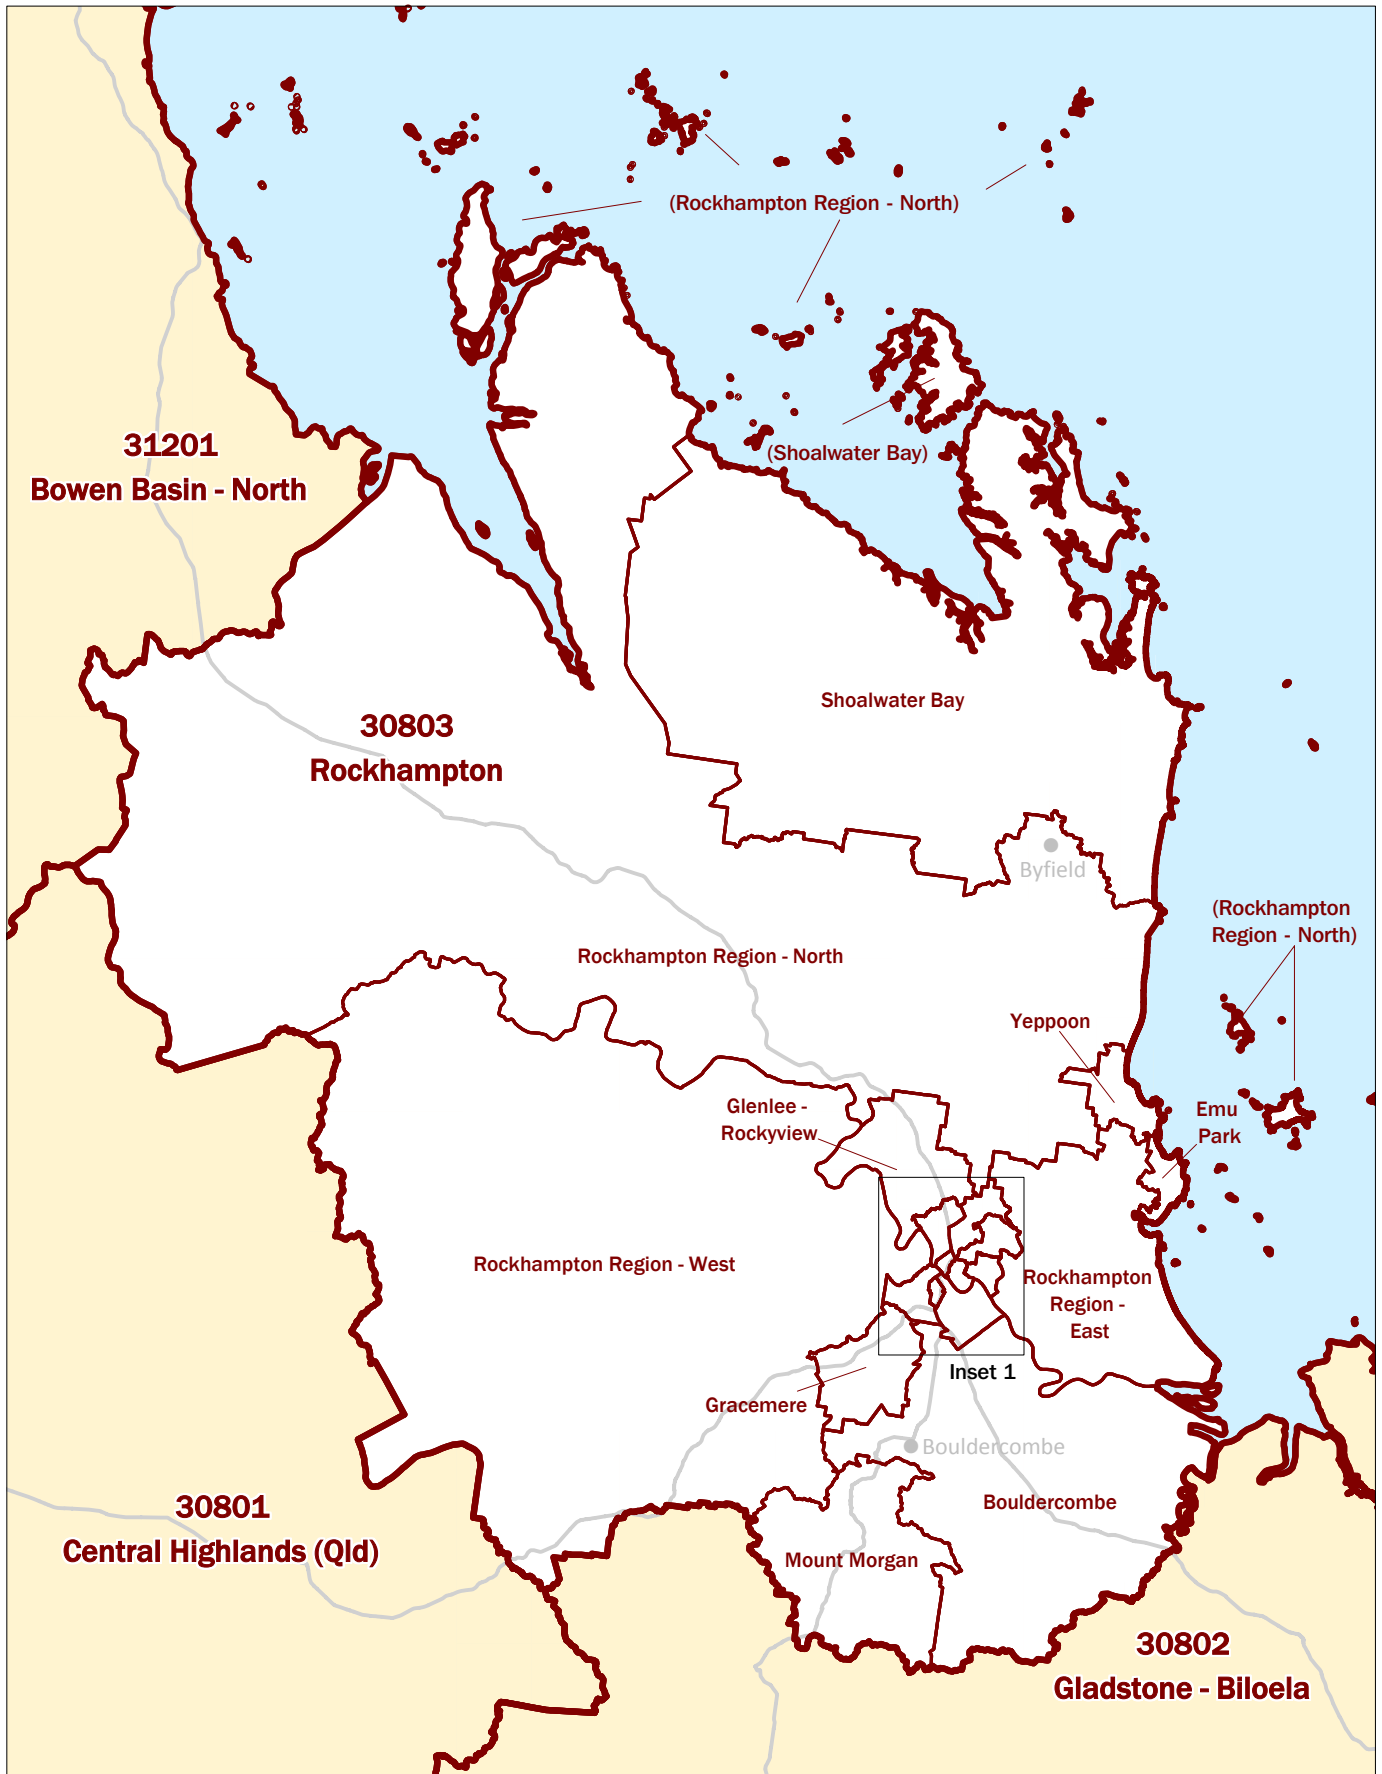 (Rockhampton Region - North)
31201
Bowen Basin - North
(Shoalwater Bay)
Shoalwater Bay
30803
Rockhampton
Byfield
(Rockhampton
Region - North)
Rockhampton Region - North
Yeppoon
Glenlee -
Rockyview
Emu
Park
Rockhampton Region - West
Rockhampton
Region -
East
Inset 1
Gracemere
Bouldercombe
Bouldercombe
30801
Central Highlands (Qld)
Mount Morgan
30802
Gladstone - Biloela